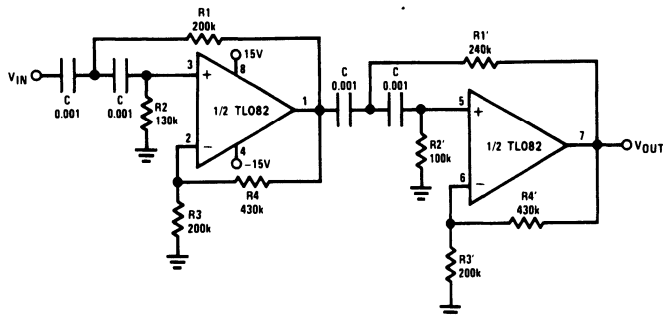 R1
200k
15V
8
VIN
C
0.001
C
0.001
3
+
R2
130k
1/2 TL082
1
2
−
4
−15V
R4
430k
R3
200k
R1'
240k
C
0.001
C
0.001
5
+
R2'
100k
1/2 TL082
7
VOUT
6
−
R4'
430k
R3'
200k